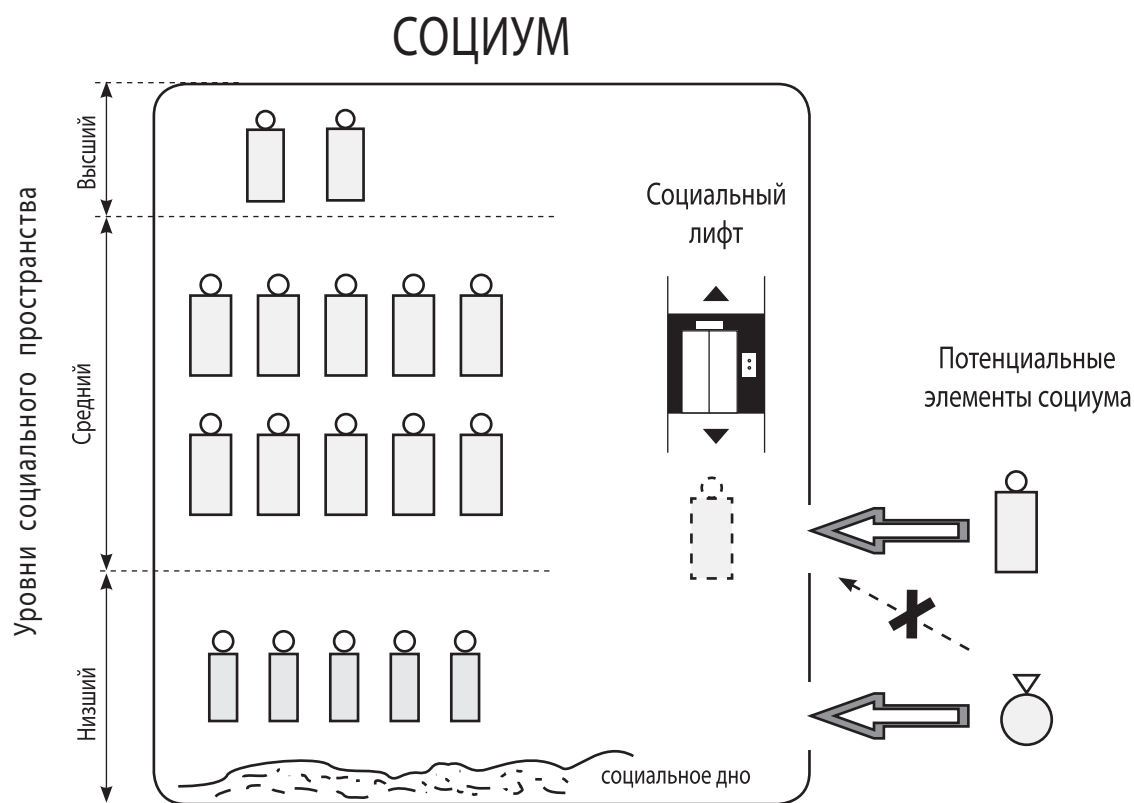 СОЦИУМ
Уровни социального пространства
Высший
Средний
Низший
Социальный
лифт
Потенциальные
элементы социума
социальное дно